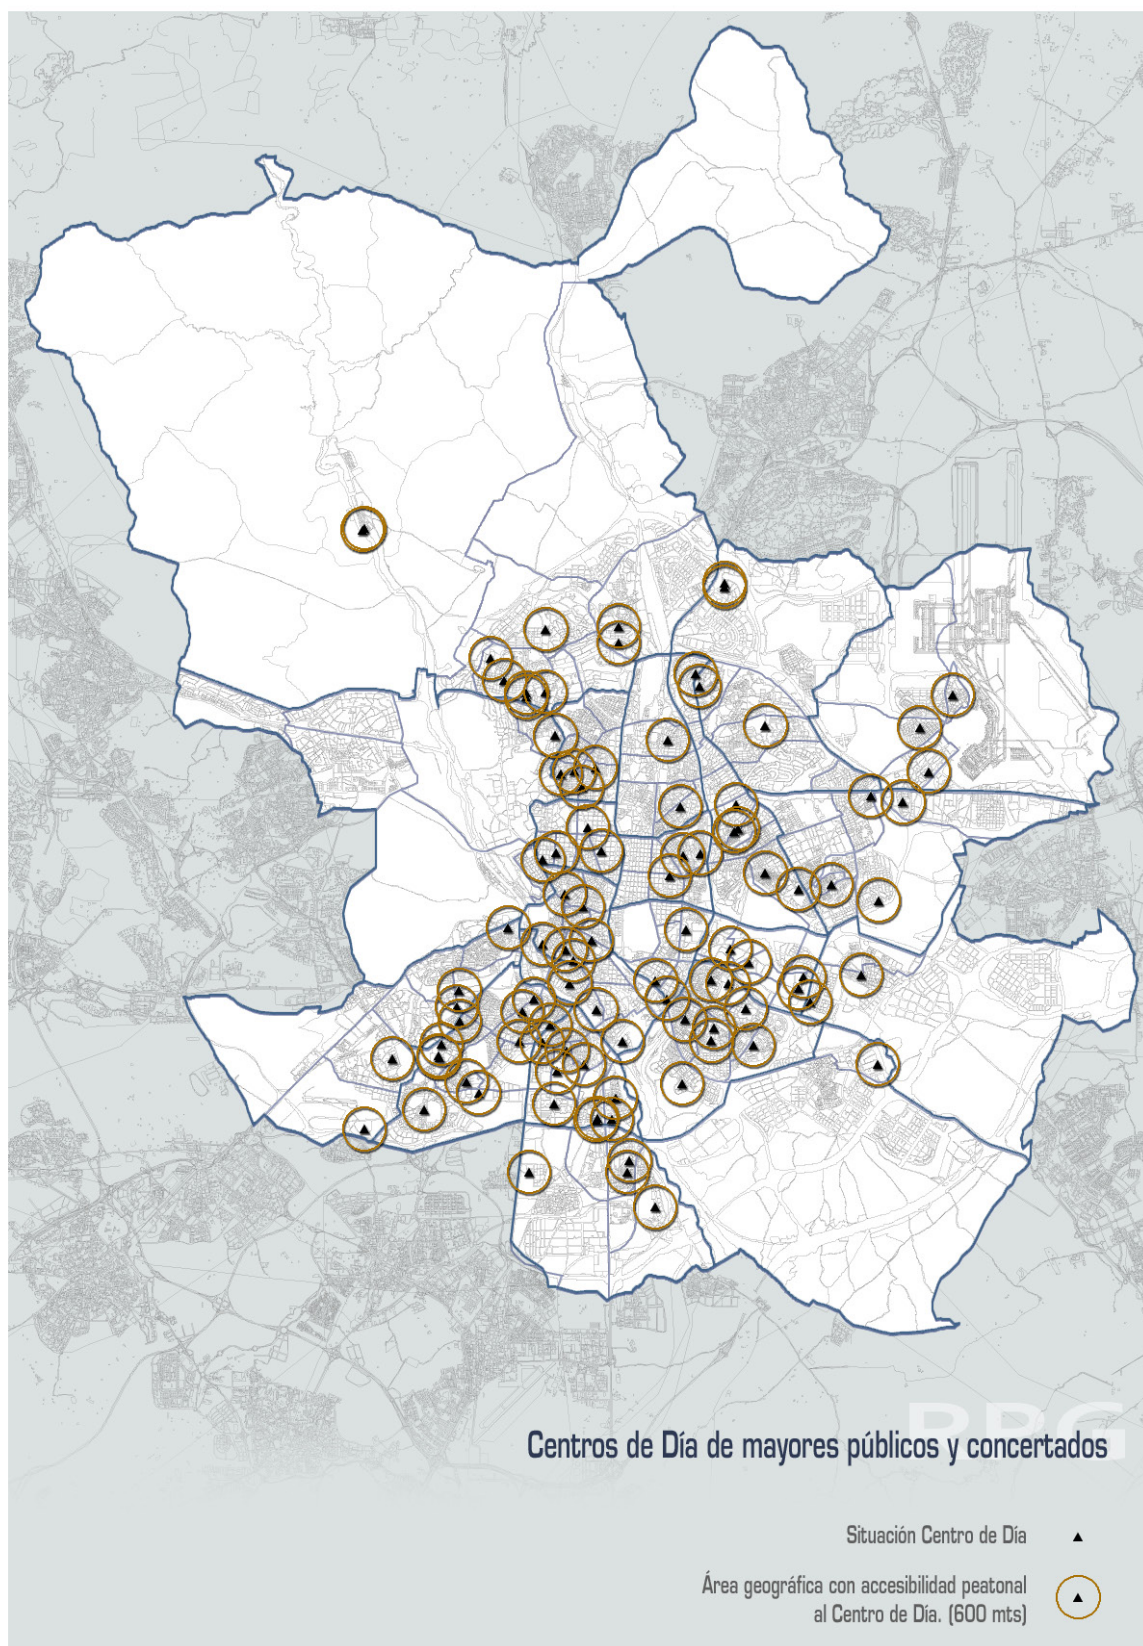 Centros de Día de mayores públicos y concertados
Situación Centro de Día
Área geográfica con accesibilidad peatonal
al Centro de Día. (600 mts)